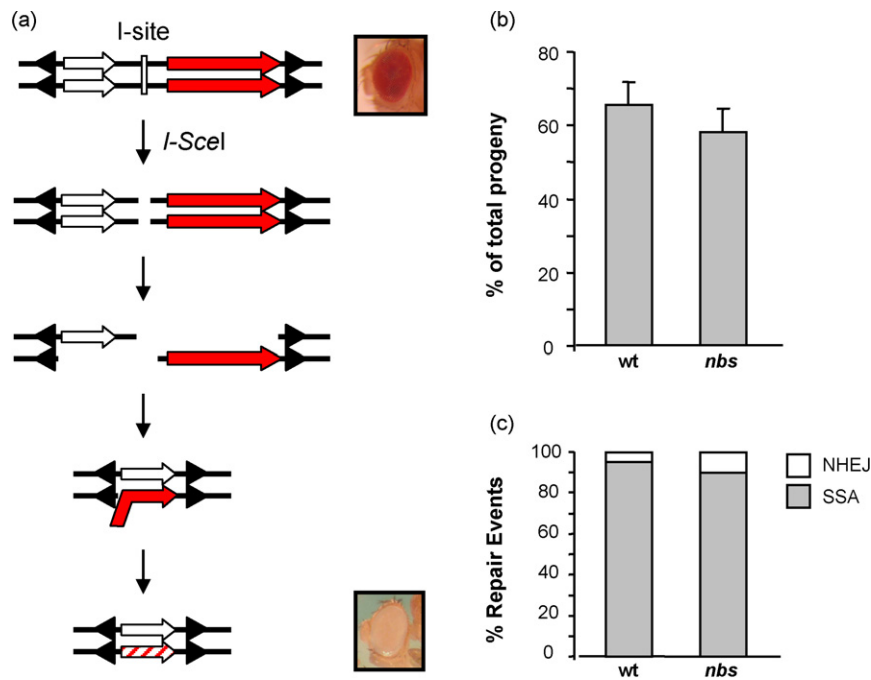 (a)
I-site
I-SceI
(b)
% of total progeny
80
60
40
20
0
wt
nbs
(c)
% Repair Events
100
80
60
40
20
0
wt
nbs
NHEJ
SSA